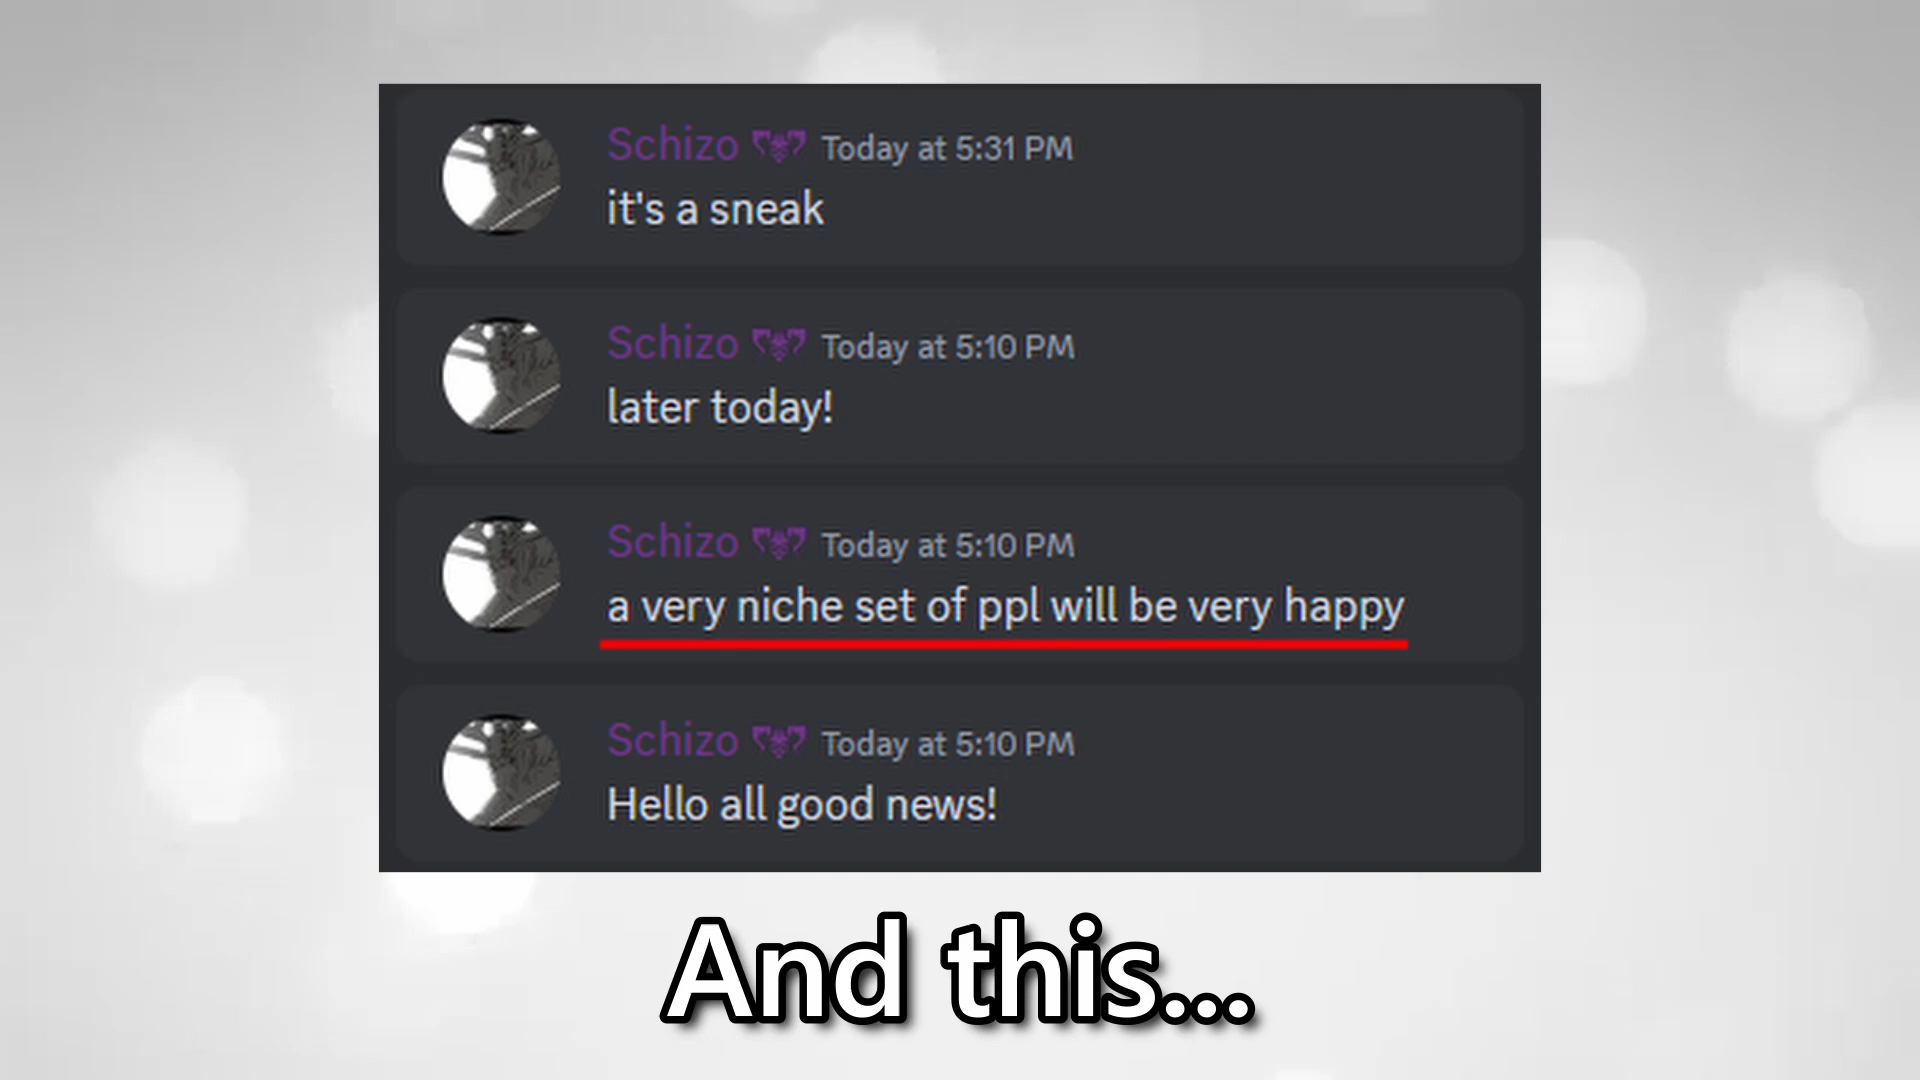 Schizo Today at 5:31 PM
it's a sneak
Schizo Today at 5:10 PM
later today!
Schizo Today at 5:10 PM
a very niche set of ppl will be very happy
Schizo Today at 5:10 PM
Hello all good news!
And this...